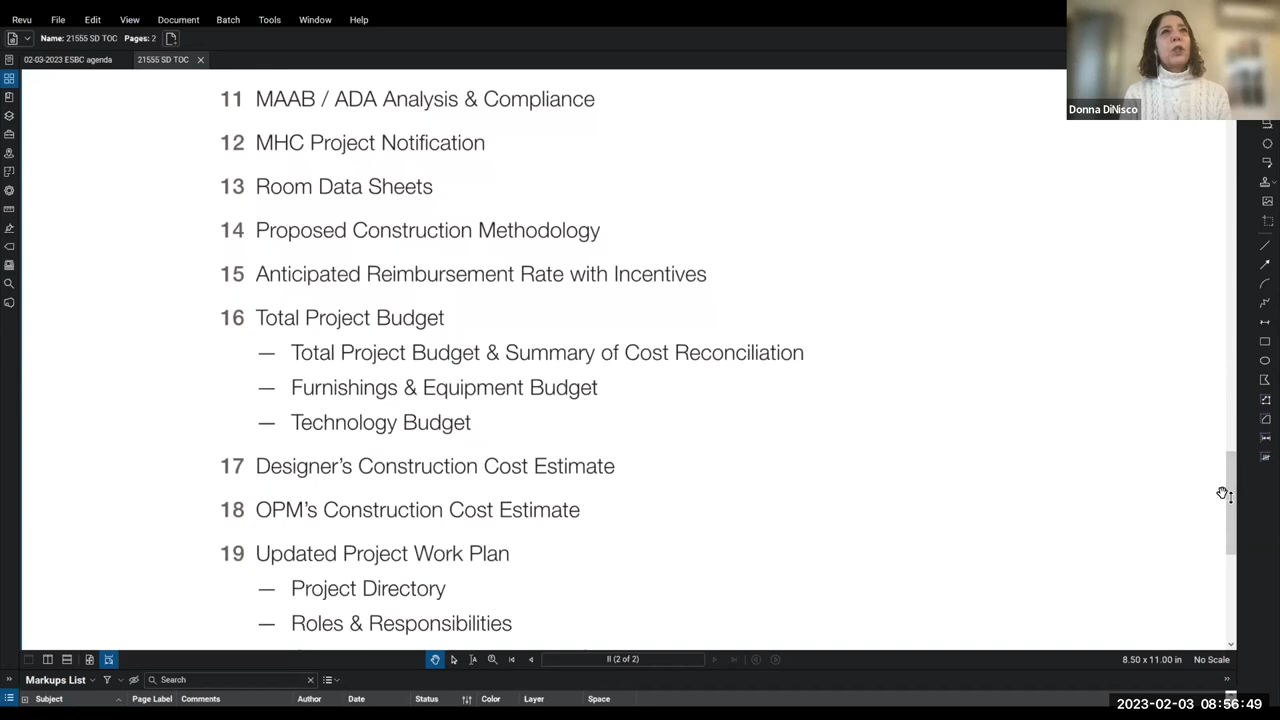 Revu File Edit View Document Batch Tools Window Help
Name: 21555 SD TOC Pages: 2
02-03-2023 ESBC agenda 21555 SD TOC
Donna DiNisco
11 MAAB / ADA Analysis & Compliance
12 MHC Project Notification
13 Room Data Sheets
14 Proposed Construction Methodology
15 Anticipated Reimbursement Rate with Incentives
16 Total Project Budget
— Total Project Budget & Summary of Cost Reconciliation
— Furnishings & Equipment Budget
— Technology Budget
17 Designer's Construction Cost Estimate
18 OPM's Construction Cost Estimate
19 Updated Project Work Plan
— Project Directory
— Roles & Responsibilities
II (2 of 2) 8.50 x 11.00 in No Scale
Markups List Search
Subject Page Label Comments Author Date Status Color Layer Space
2023-02-03 08:56:49